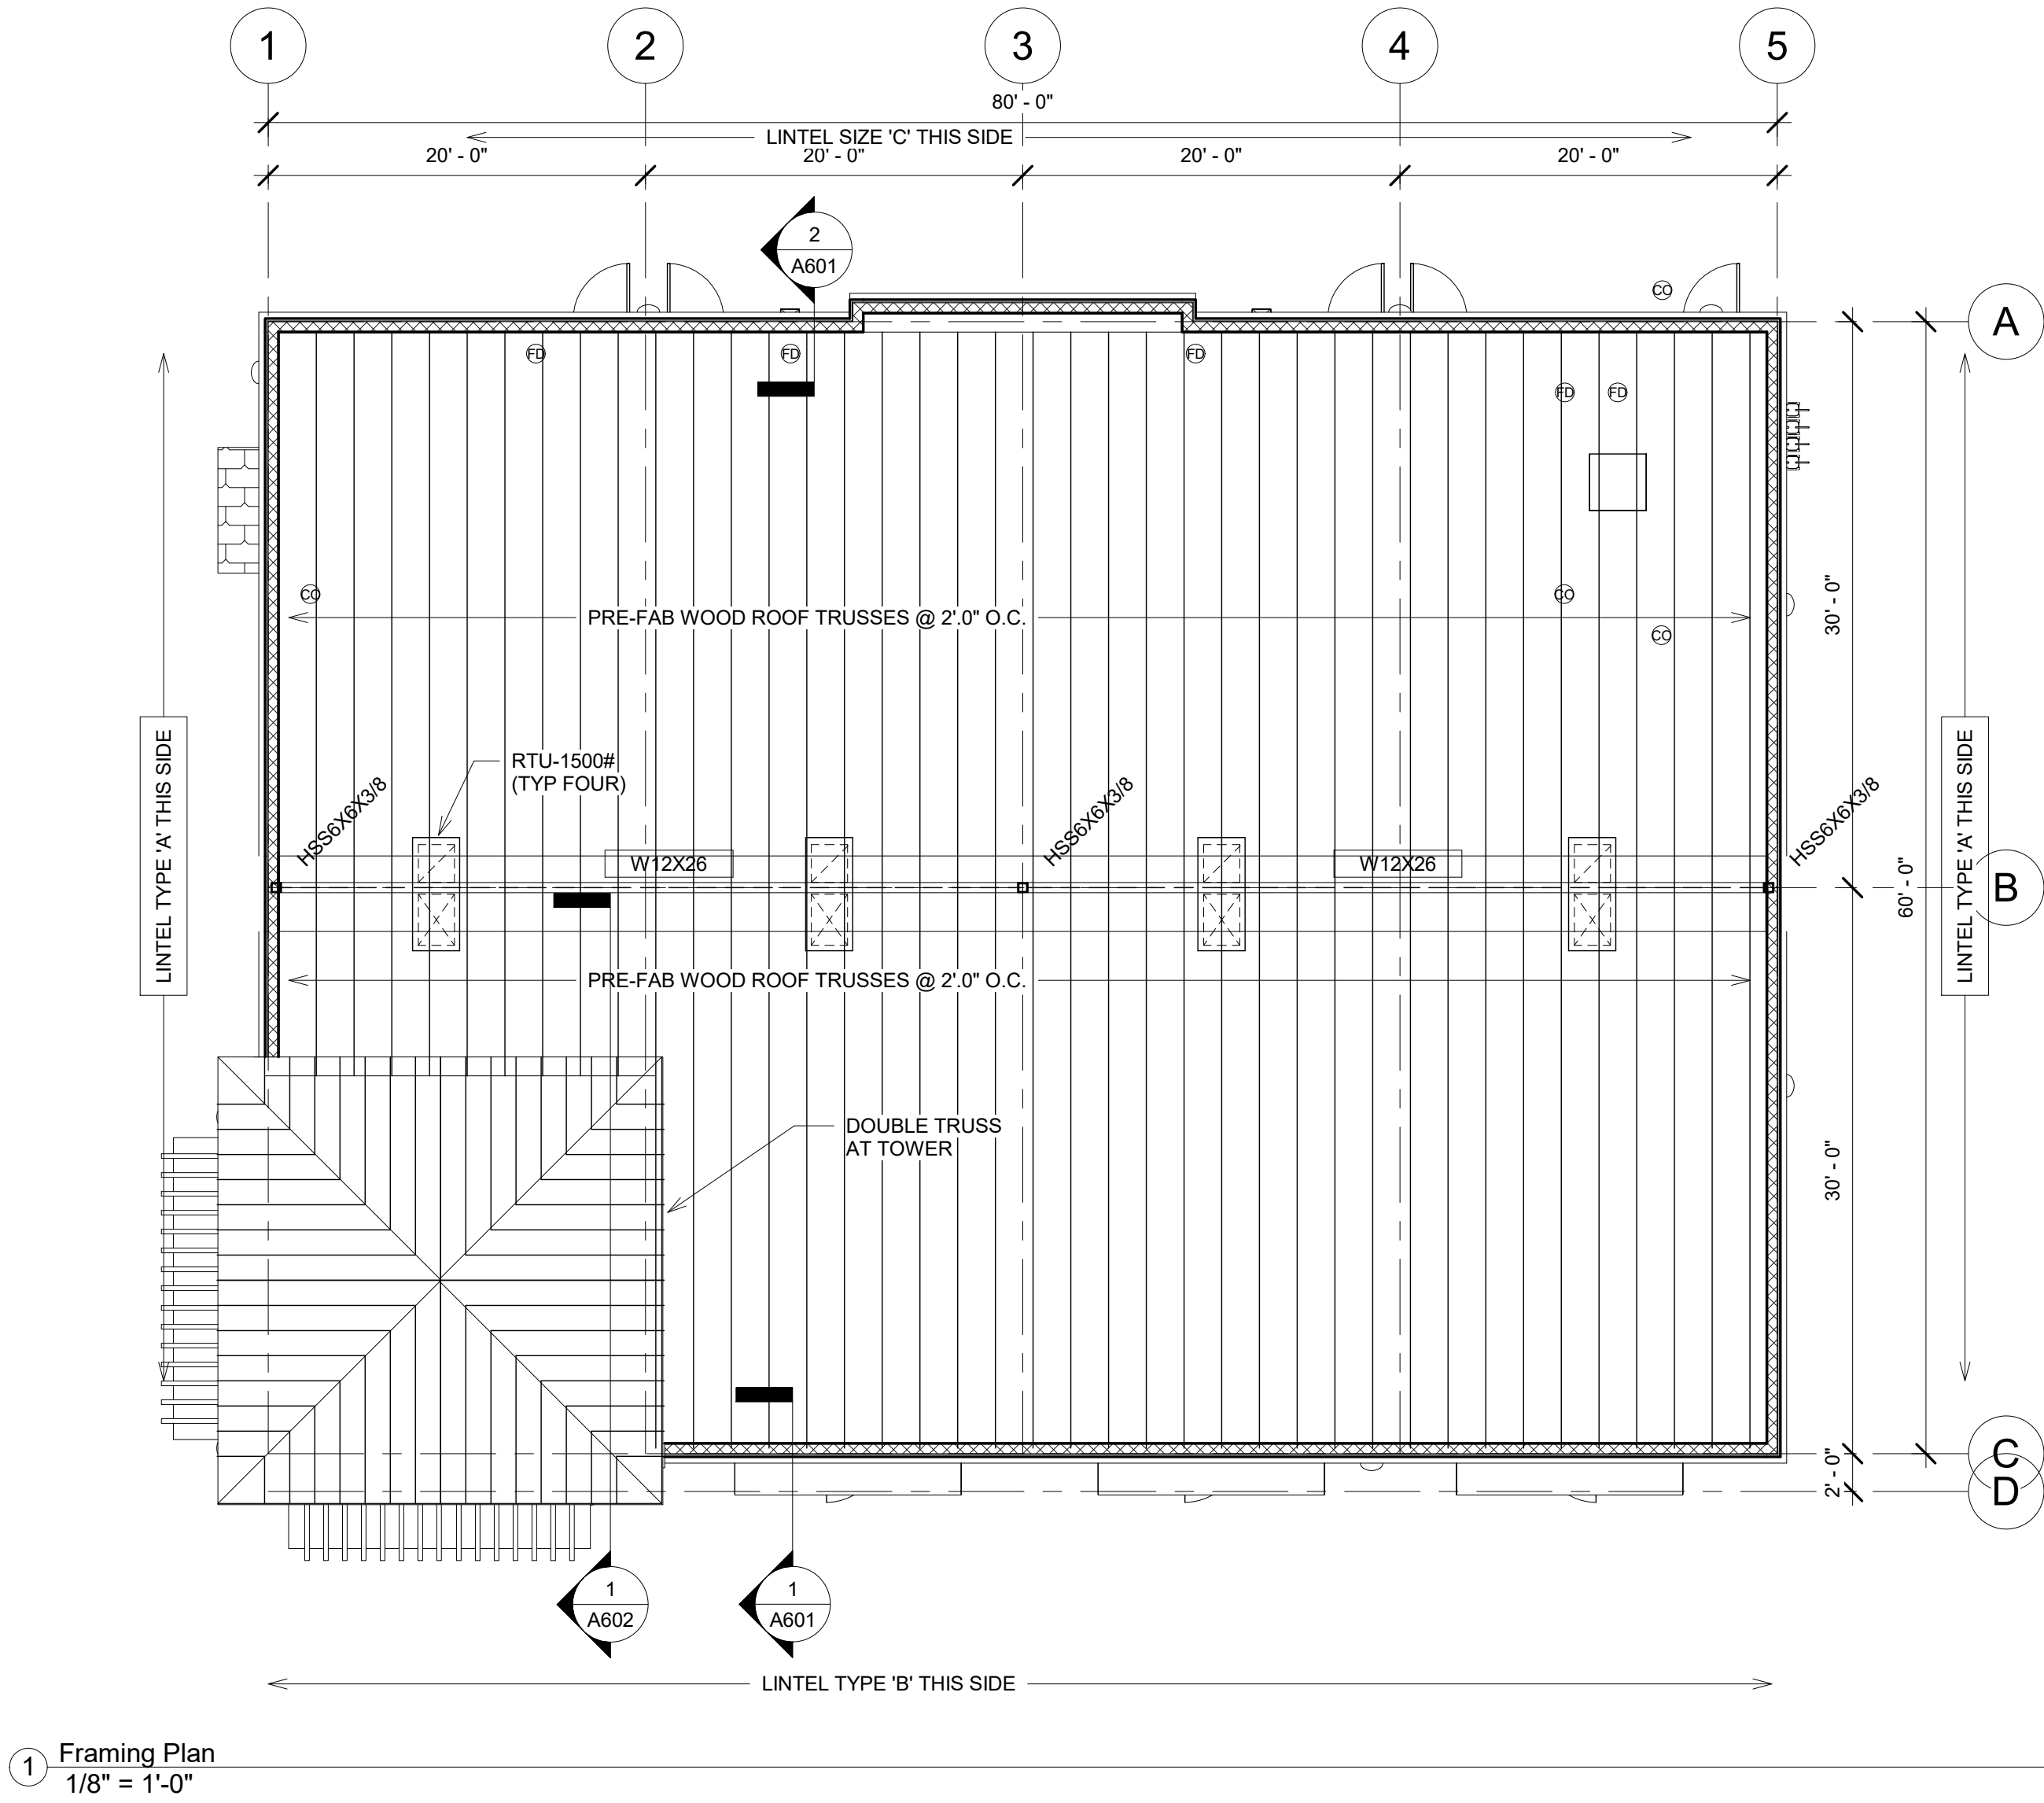 1
2
3
4
5
80' - 0"
LINTEL SIZE 'C' THIS SIDE
20' - 0"
20' - 0"
20' - 0"
20' - 0"
2
A601
CO
A
FD
FD
FD
FD
FD
CO
CO
CO
PRE-FAB WOOD ROOF TRUSSES @ 2'.0" O.C.
30' - 0"
LINTEL TYPE 'A' THIS SIDE
RTU-1500#
(TYP FOUR)
HSS6X6X3/8
HSS6X6X3/8
HSS6X6X3/8
W12X26
W12X26
60' - 0"
LINTEL TYPE 'A' THIS SIDE
B
PRE-FAB WOOD ROOF TRUSSES @ 2'.0" O.C.
DOUBLE TRUSS
AT TOWER
30' - 0"
C
2' - 0"
D
1
A602
1
A601
LINTEL TYPE 'B' THIS SIDE
1
Framing Plan
1/8" = 1'-0"